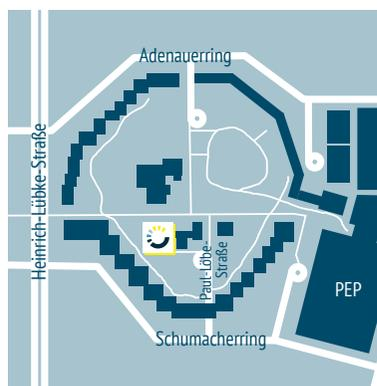 Adenauerring
Heinrich-Lübke-Straße
Paul-Löbe-
Straße
PEP
Schumacherring